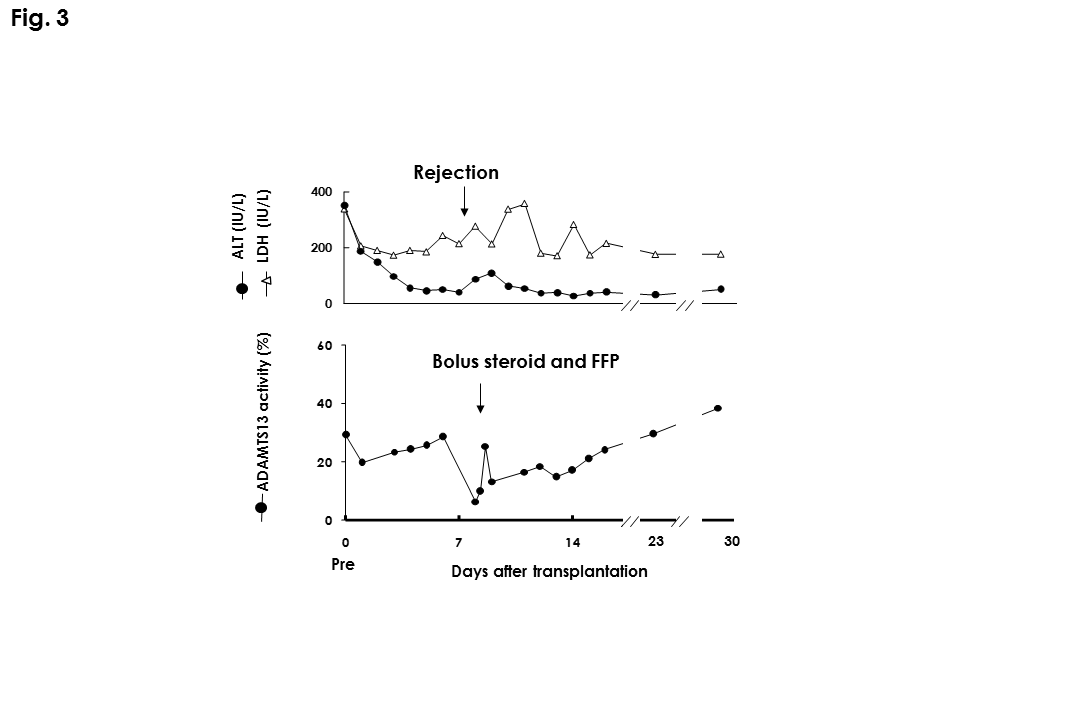 Fig. 3
Rejection
ALT (IU/L)
LDH (IU/L)
400
200
0
ADAMTS13 activity (%)
60
Bolus steroid and FFP
40
20
0
0
7
14
23
30
Pre
Days after transplantation